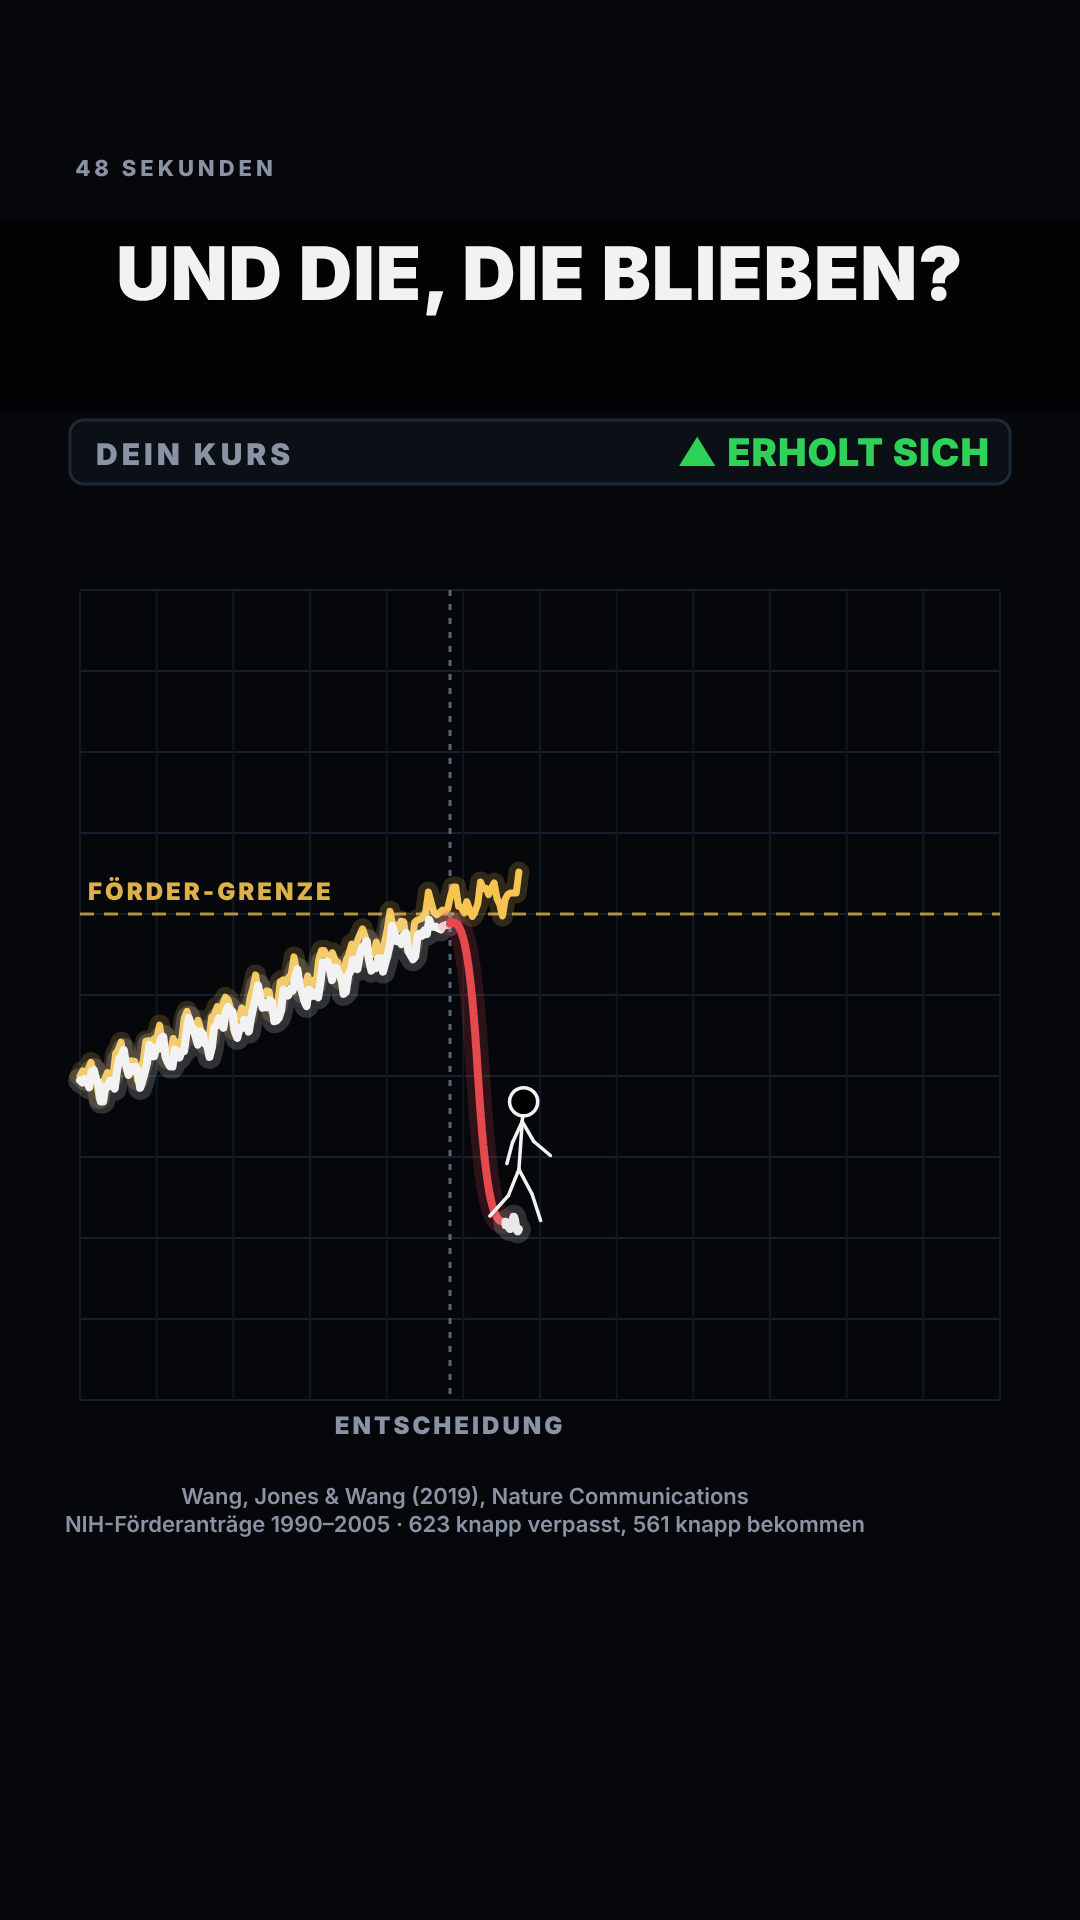 48 SEKUNDEN
UND DIE, DIE BLIEBEN?
DEIN KURS
▲ ERHOLT SICH
FÖRDER-GRENZE
ENTSCHEIDUNG
Wang, Jones & Wang (2019), Nature Communications
NIH-Förderanträge 1990–2005 · 623 knapp verpasst, 561 knapp bekommen